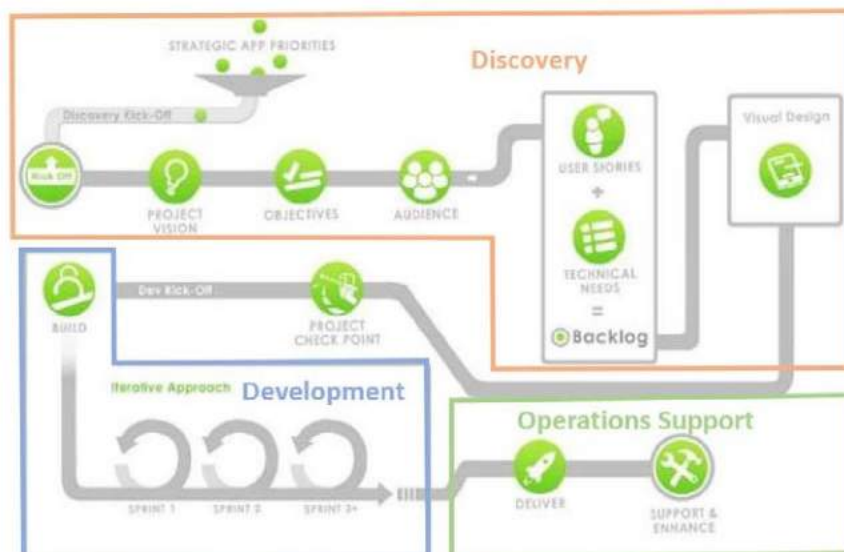 STRATEGIC APP PRIORITIES
Discovery
Discovery Kick-Off
Kick Off
PROJECT
VISION
OBJECTIVES
AUDIENCE
USER STORIES
+
TECHNICAL
NEEDS
=
Backlog
Visual Design
BUILD
Dev Kick-Off
PROJECT
CHECK POINT
Iterative Approach
Development
SPRINT 1
SPRINT 2
SPRINT 3+
Operations Support
DELIVER
SUPPORT &
ENHANCE